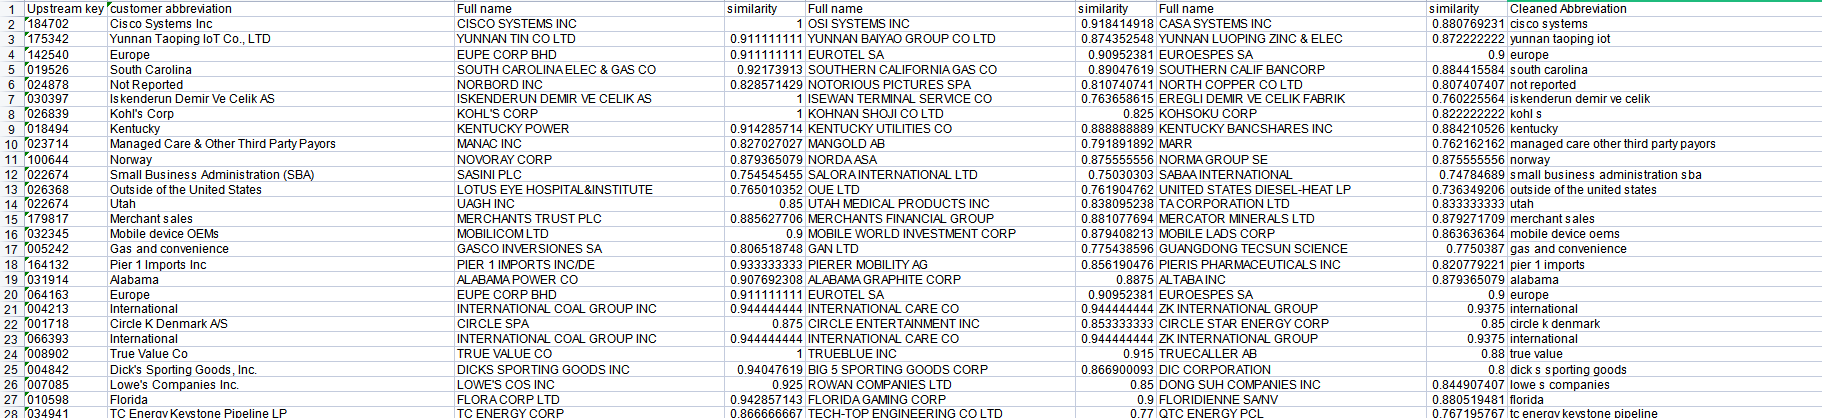 1 Upstream key customer abbreviation Full name similarity Full name similarity Full name similarity Cleaned Abbreviation
2 184702 Cisco Systems Inc CISCO SYSTEMS INC 1 OSI SYSTEMS INC 0.918414918 CASA SYSTEMS INC 0.880769231 cisco systems
3 175342 Yunnan Taoping IoT Co., LTD YUNNAN TIN CO LTD 0.911111111 YUNNAN BAIYAO GROUP CO LTD 0.874352548 YUNNAN LUOPING ZINC & ELEC 0.872222222 yunnan taoping iot
4 142540 Europe EUPE CORP BHD 0.911111111 EUROTEL SA 0.90952381 EUROESPES SA 0.9 europe
5 019526 South Carolina SOUTH CAROLINA ELEC & GAS CO 0.92173913 SOUTHERN CALIFORNIA GAS CO 0.89047619 SOUTHERN CALIF BANCORP 0.884415584 south carolina
6 024878 Not Reported NORBORD INC 0.828571429 NOTORIOUS PICTURES SPA 0.810740741 NORTH COPPER CO LTD 0.807407407 not reported
7 030397 Iskenderun Demir Ve Celik AS ISKENDERUN DEMIR VE CELIK AS 1 ISEWAN TERMINAL SERVICE CO 0.763658615 EREGLI DEMIR VE CELIK FABRIK 0.760225564 iskenderun demir ve celik
8 026839 Kohl's Corp KOHL'S CORP 1 KOHNAN SHOJI CO LTD 0.825 KOHSOKU CORP 0.822222222 kohl s
9 018494 Kentucky KENTUCKY POWER 0.914285714 KENTUCKY UTILITIES CO 0.888888889 KENTUCKY BANCSHARES INC 0.884210526 kentucky
10 023714 Managed Care & Other Third Party Payors MANAC INC 0.827027027 MANGOLD AB 0.791891892 MARR 0.762162162 managed care other third party payors
11 100644 Norway NOVORAY CORP 0.879365079 NORDA ASA 0.875555556 NORMA GROUP SE 0.875555556 norway
12 022674 Small Business Administration (SBA) SASINI PLC 0.754545455 SALORA INTERNATIONAL LTD 0.75030303 SABAA INTERNATIONAL 0.74784689 small business administration sba
13 026368 Outside of the United States LOTUS EYE HOSPITAL&INSTITUTE 0.765010352 OUE LTD 0.761904762 UNITED STATES DIESEL-HEAT LP 0.736349206 outside of the united states
14 022674 Utah UAGH INC 0.85 UTAH MEDICAL PRODUCTS INC 0.838095238 TA CORPORATION LTD 0.833333333 utah
15 179817 Merchant sales MERCHANTS TRUST PLC 0.885627706 MERCHANTS FINANCIAL GROUP 0.881077694 MERCATOR MINERALS LTD 0.879271709 merchant sales
16 032345 Mobile device OEMs MOBILICOM LTD 0.9 MOBILE WORLD INVESTMENT CORP 0.879408213 MOBILE LADS CORP 0.863636364 mobile device oems
17 005242 Gas and convenience GASCO INVERSIONES SA 0.806518748 GAN LTD 0.775438596 GUANGDONG TECSUN SCIENCE 0.7750387 gas and convenience
18 164132 Pier 1 Imports Inc PIER 1 IMPORTS INC/DE 0.933333333 PIERER MOBILITY AG 0.856190476 PIERIS PHARMACEUTICALS INC 0.820779221 pier 1 imports
19 031914 Alabama ALABAMA POWER CO 0.907692308 ALABAMA GRAPHITE CORP 0.8875 ALTABA INC 0.879365079 alabama
20 064163 Europe EUPE CORP BHD 0.911111111 EUROTEL SA 0.90952381 EUROESPES SA 0.9 europe
21 004213 International INTERNATIONAL COAL GROUP INC 0.944444444 INTERNATIONAL CARE CO 0.944444444 ZK INTERNATIONAL GROUP 0.9375 international
22 001718 Circle K Denmark A/S CIRCLE SPA 0.875 CIRCLE ENTERTAINMENT INC 0.853333333 CIRCLE STAR ENERGY CORP 0.85 circle k denmark
23 066393 International INTERNATIONAL COAL GROUP INC 0.944444444 INTERNATIONAL CARE CO 0.944444444 ZK INTERNATIONAL GROUP 0.9375 international
24 008902 True Value Co TRUE VALUE CO 1 TRUEBLUE INC 0.915 TRUECALLER AB 0.88 true value
25 004842 Dick's Sporting Goods, Inc. DICKS SPORTING GOODS INC 0.94047619 BIG 5 SPORTING GOODS CORP 0.866900093 DIC CORPORATION 0.8 dick s sporting goods
26 007085 Lowe's Companies Inc. LOWE'S COS INC 0.925 ROWAN COMPANIES LTD 0.85 DONG SUH COMPANIES INC 0.844907407 lowe s companies
27 010598 Florida FLORA CORP LTD 0.942857143 FLORIDA GAMING CORP 0.9 FLORIDIENNE SA/NV 0.880519481 florida
28 034941 TC Energy Keystone Pipeline LP TC ENERGY CORP 0.866666667 TECH-TOP ENGINEERING CO LTD 0.77 QTC ENERGY PCL 0.767195767 tc energy keystone pipeline